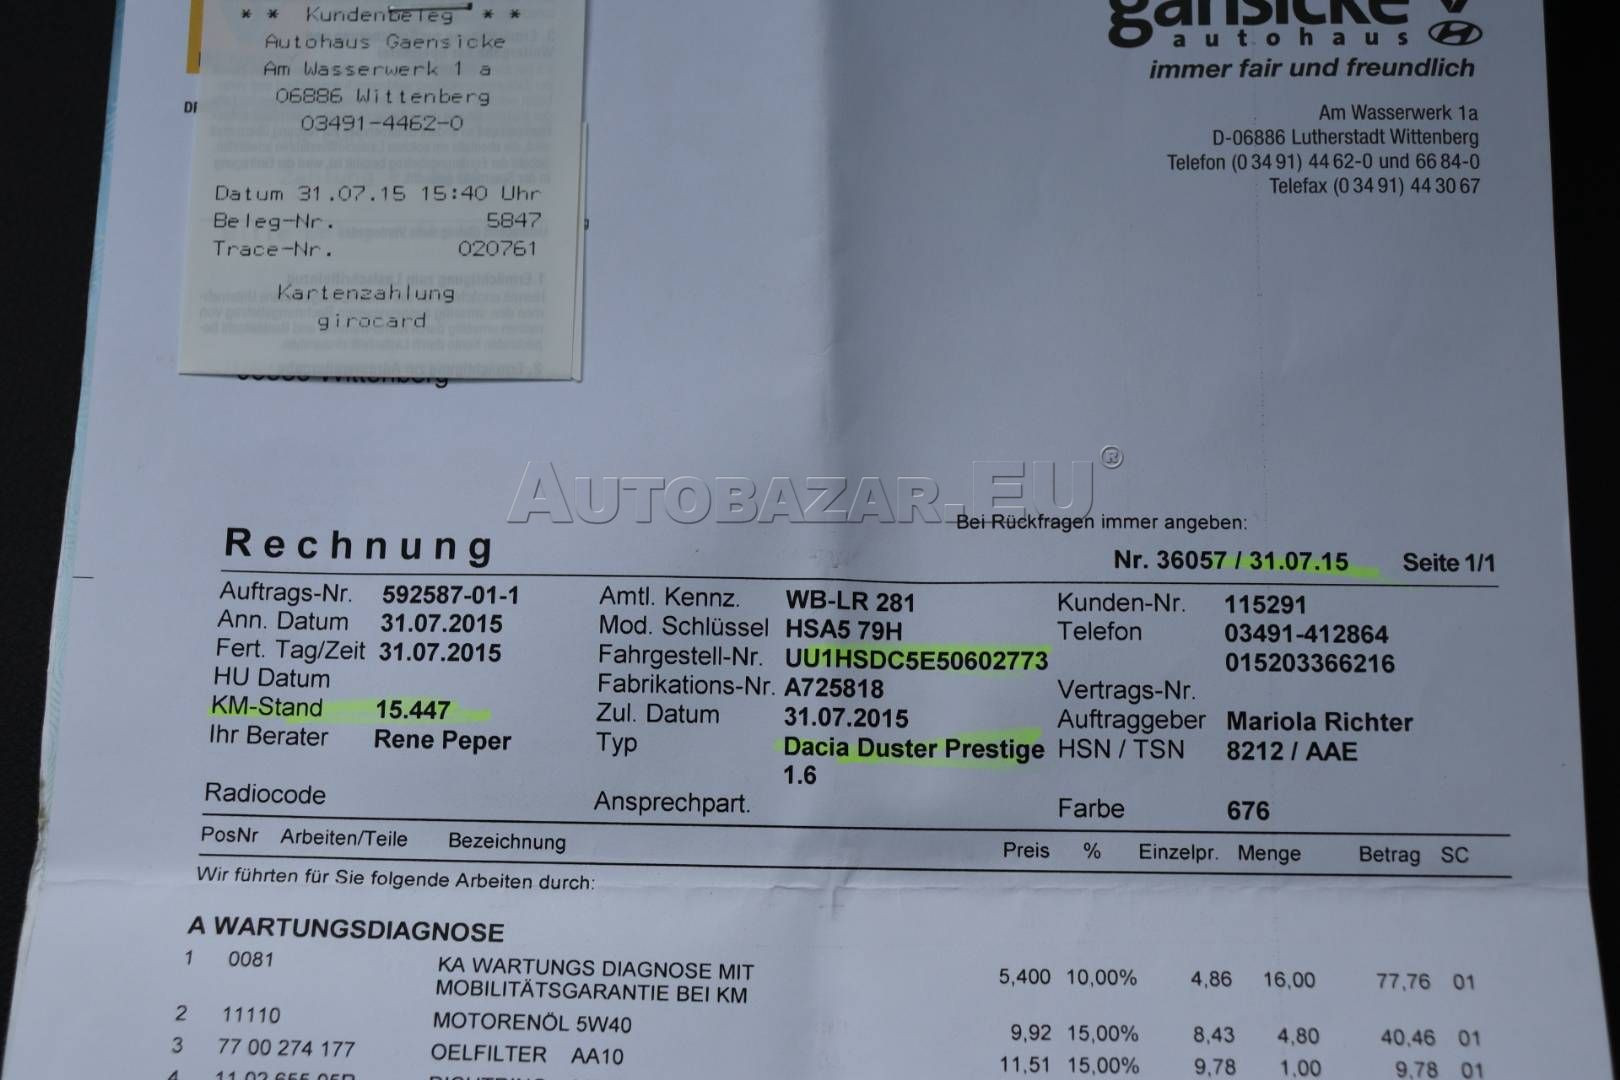 * * Kundenbeleg * *
Autohaus Gaensicke
Am Wasserwerk 1 a
06886 Wittenberg
03491-4462-0
Datum 31.07.15 15:40 Uhr
Beleg-Nr. 5847
Trace-Nr. 020761
Kartenzahlung
girocard
Wittenberg
gänsicke
autohaus
immer fair und freundlich
Am Wasserwerk 1a
D-06886 Lutherstadt Wittenberg
Telefon (0 34 91) 44 62-0 und 66 84-0
Telefax (0 34 91) 44 30 67
AUTOBAZAR.EU®
Bei Rückfragen immer angeben:
Rechnung
Nr. 36057 / 31.07.15 Seite 1/1
Auftrags-Nr. 592587-01-1 Amtl. Kennz. WB-LR 281 Kunden-Nr. 115291
Ann. Datum 31.07.2015 Mod. Schlüssel HSA5 79H Telefon 03491-412864
Fert. Tag/Zeit 31.07.2015 Fahrgestell-Nr. UU1HSDC5E50602773 015203366216
HU Datum Fabrikations-Nr. A725818 Vertrags-Nr.
KM-Stand 15.447 Zul. Datum 31.07.2015 Auftraggeber Mariola Richter
Ihr Berater Rene Peper Typ Dacia Duster Prestige HSN / TSN 8212 / AAE
1.6
Radiocode Ansprechpart. Farbe 676
PosNr Arbeiten/Teile Bezeichnung Preis % Einzelpr. Menge Betrag SC
Wir führten für Sie folgende Arbeiten durch:
A WARTUNGSDIAGNOSE
1 0081 KA WARTUNGS DIAGNOSE MIT 5,400 10,00% 4,86 16,00 77,76 01
MOBILITÄTSGARANTIE BEI KM
2 11110 MOTORENÖL 5W40 9,92 15,00% 8,43 4,80 40,46 01
3 77 00 274 177 OELFILTER AA10 11,51 15,00% 9,78 1,00 9,78 01